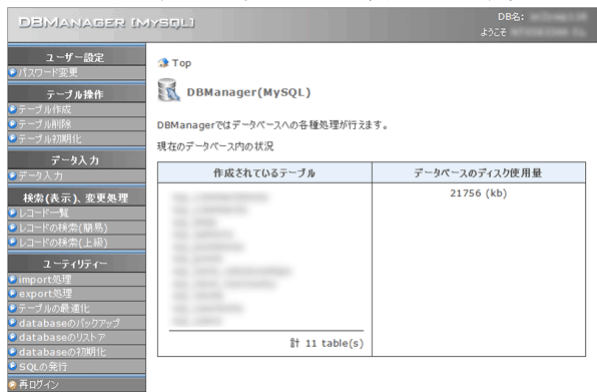 DBMANAGER [MYSQL]
DB名:
ようこそ
ユーザー設定
パスワード変更
テーブル操作
テーブル作成
テーブル削除
テーブル初期化
データ入力
データ入力
検索(表示)、変更処理
レコード一覧
レコードの検索(簡易)
レコードの検索(上級)
ユーティリティー
import処理
export処理
テーブルの最適化
databaseのバックアップ
databaseのリストア
databaseの初期化
SQLの発行
再ログイン
Top
DBManager(MySQL)
DBManagerではデータベースへの各種処理が行えます。
現在のデータベース内の状況
作成されているテーブル
データベースのディスク使用量
21756 (kb)
計 11 table(s)